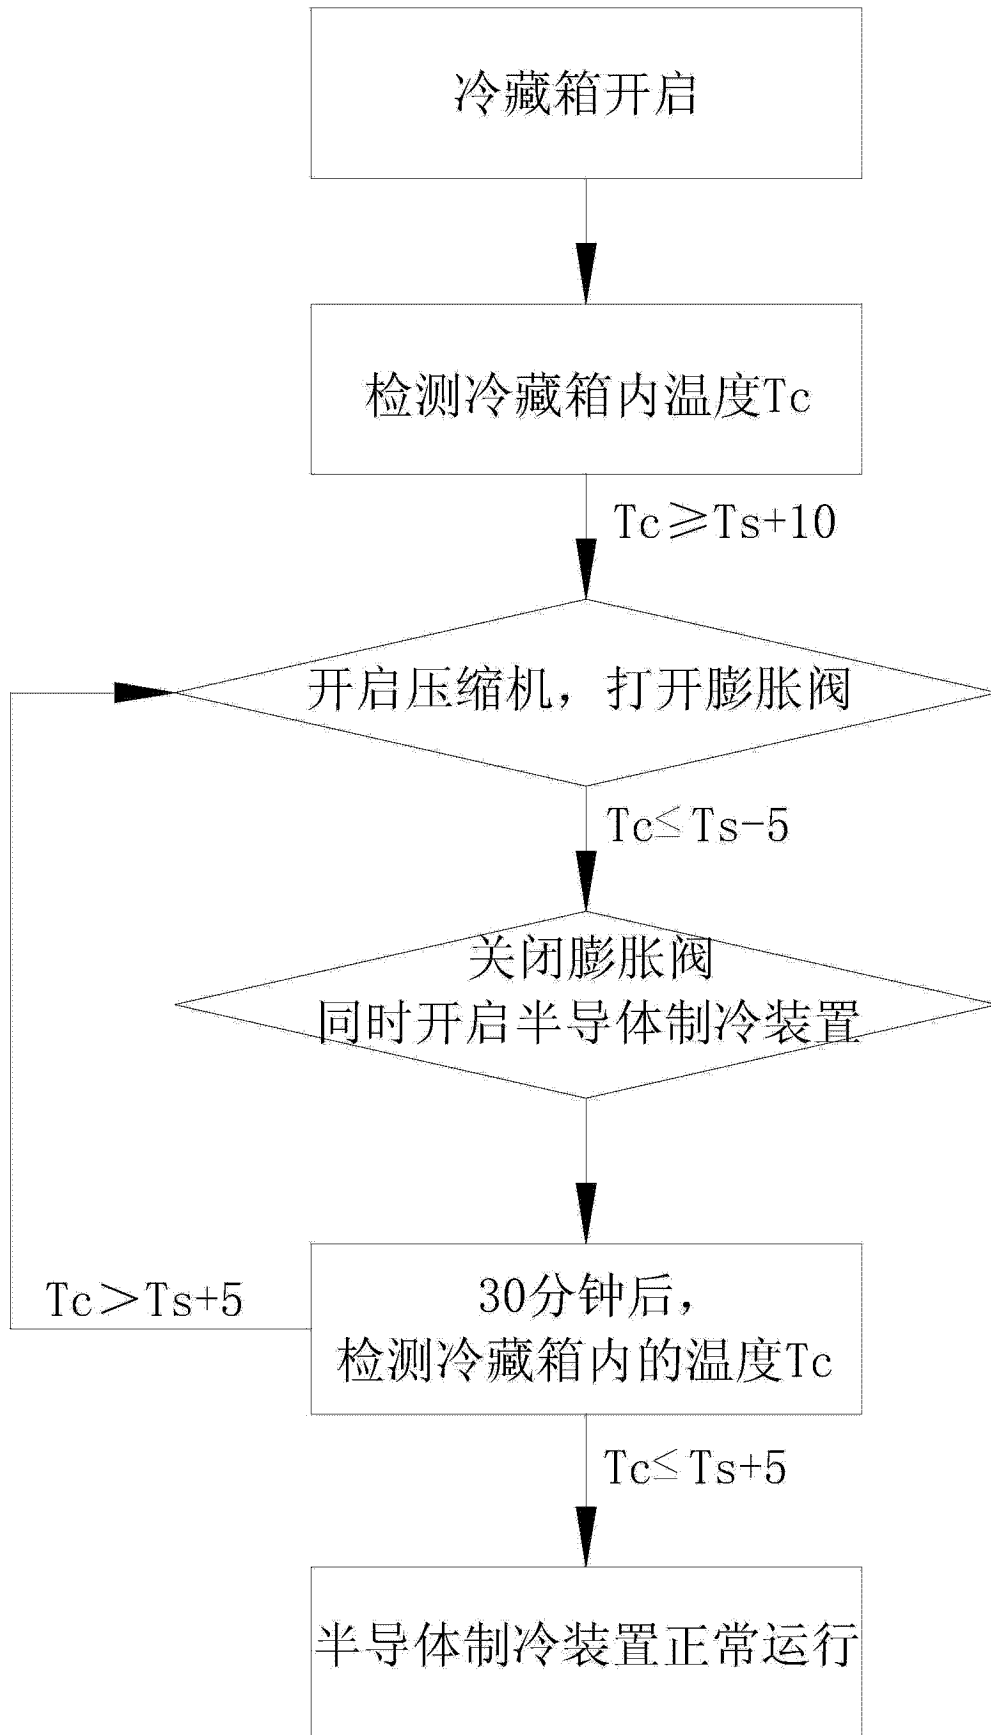 冷藏箱开启
检测冷藏箱内温度Tc
Tc≥Ts+10
开启压缩机，打开膨胀阀
Tc≤Ts-5
关闭膨胀阀
同时开启半导体制冷装置
Tc>Ts+5
30分钟后，
检测冷藏箱内的温度Tc
Tc≤Ts+5
半导体制冷装置正常运行